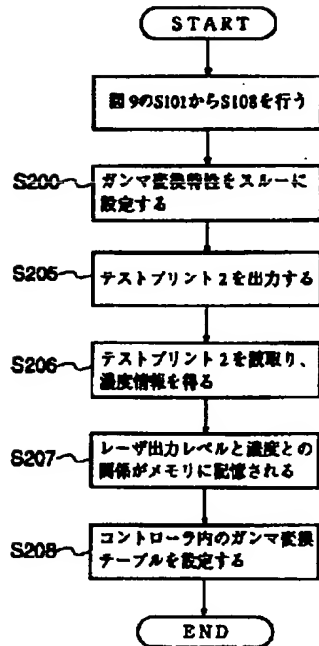 START
図9のS101からS108を行う
S200
ガンマ変換特性をスルーに
設定する
S205
テストプリント2を出力する
S206
テストプリント2を読取り、
濃度情報を得る
S207
レーザ出力レベルと濃度との
関係がメモリに記憶される
S208
コントローラ内のガンマ変換
テーブルを設定する
END